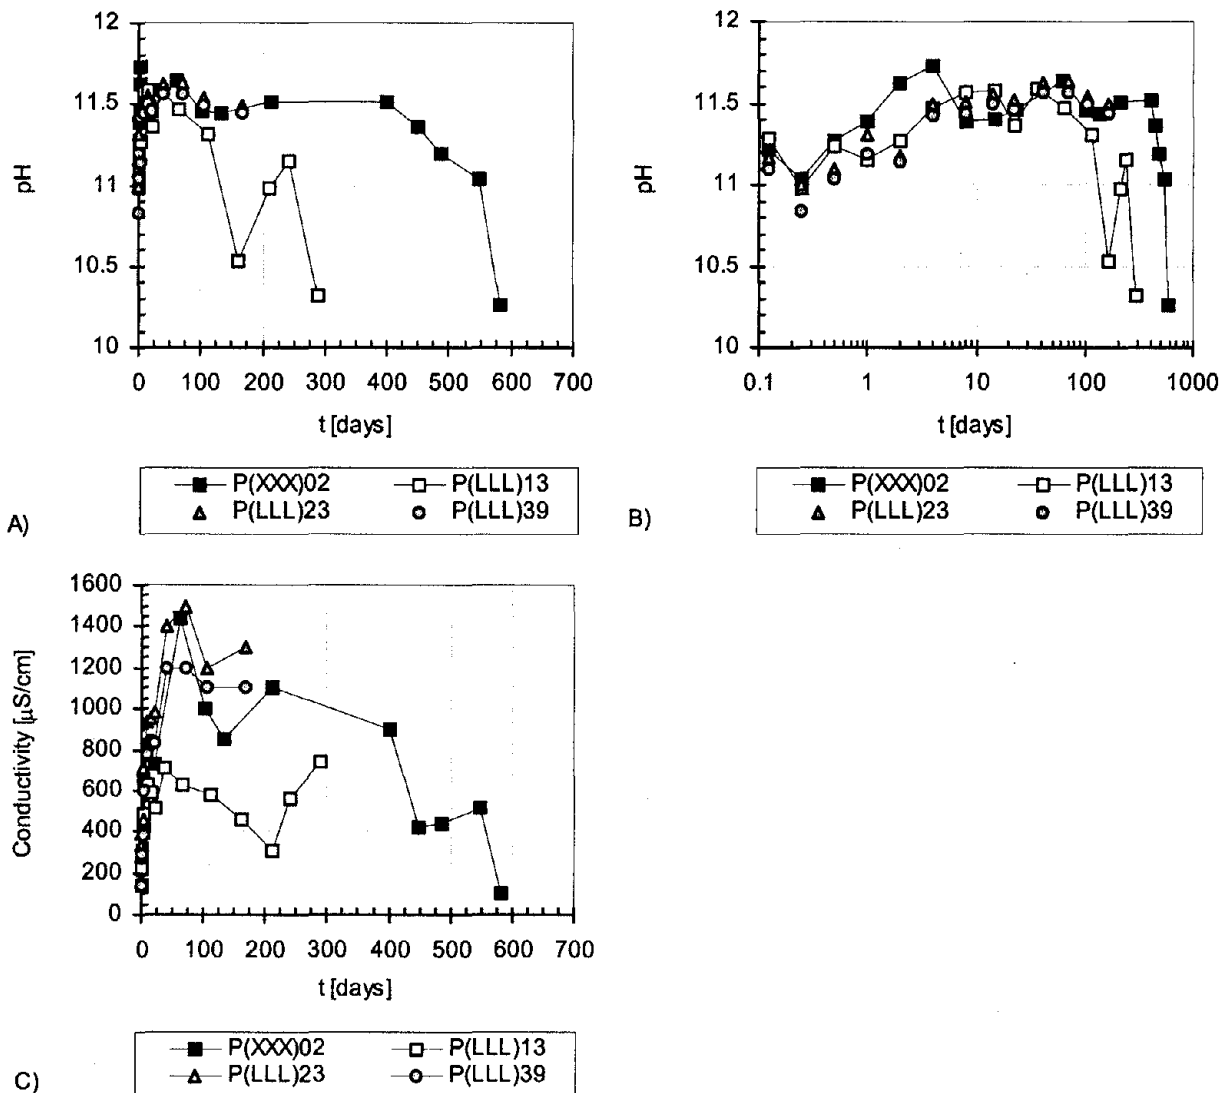 12
11.5
11
10.5
10
pH
0 100 200 300 400 500 600 700
t [days]
P(XXX)02 P(LLL)13
P(LLL)23 P(LLL)39
A)
12
11.5
11
10.5
10
pH
0.1 1 10 100 1000
t [days]
P(XXX)02 P(LLL)13
P(LLL)23 P(LLL)39
B)
1600
1400
1200
1000
800
600
400
200
0
Conductivity [µS/cm]
0 100 200 300 400 500 600 700
t [days]
P(XXX)02 P(LLL)13
P(LLL)23 P(LLL)39
C)